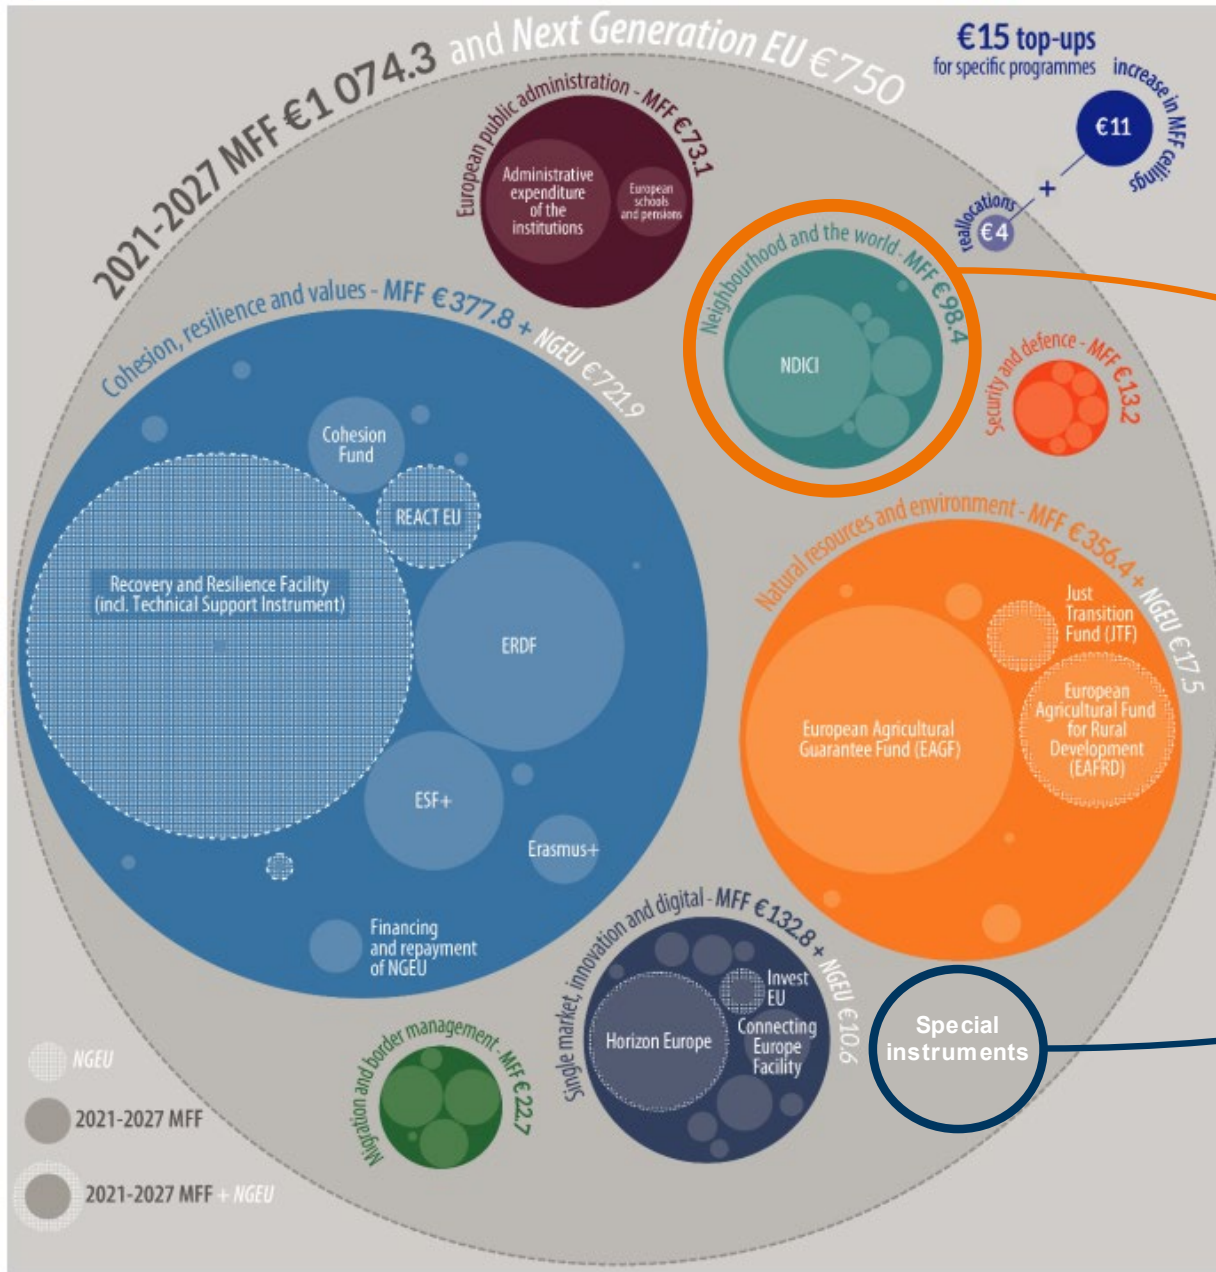 2021-2027 MFF €1 074.3 and Next Generation EU €750
€15 top-ups
for specific programmes
increase in MFF ceilings
€11
+
reallocations
€4
European public administration - MFF €73.1
Administrative
expenditure
of the
institutions
European
schools
and pensions
Neighbourhood and the world - MFF €98.4
NDICI
Security and defence - MFF €13.2
Cohesion, resilience and values - MFF €377.8 + NGEU €721.9
Cohesion
Fund
REACT EU
Recovery and Resilience Facility
(incl. Technical Support Instrument)
ERDF
ESF+
Erasmus+
Financing
and repayment
of NGEU
Natural resources and environment - MFF €356.4 + NGEU €17.5
Just
Transition
Fund (JTF)
European Agricultural
Guarantee Fund (EAGF)
European
Agricultural Fund
for Rural
Development
(EAFRD)
Single market, innovation and digital - MFF €132.8 + NGEU €10.6
Horizon Europe
Invest
EU
Connecting
Europe
Facility
Special
instruments
Migration and border management - MFF €22.7
NGEU
2021-2027 MFF
2021-2027 MFF + NGEU